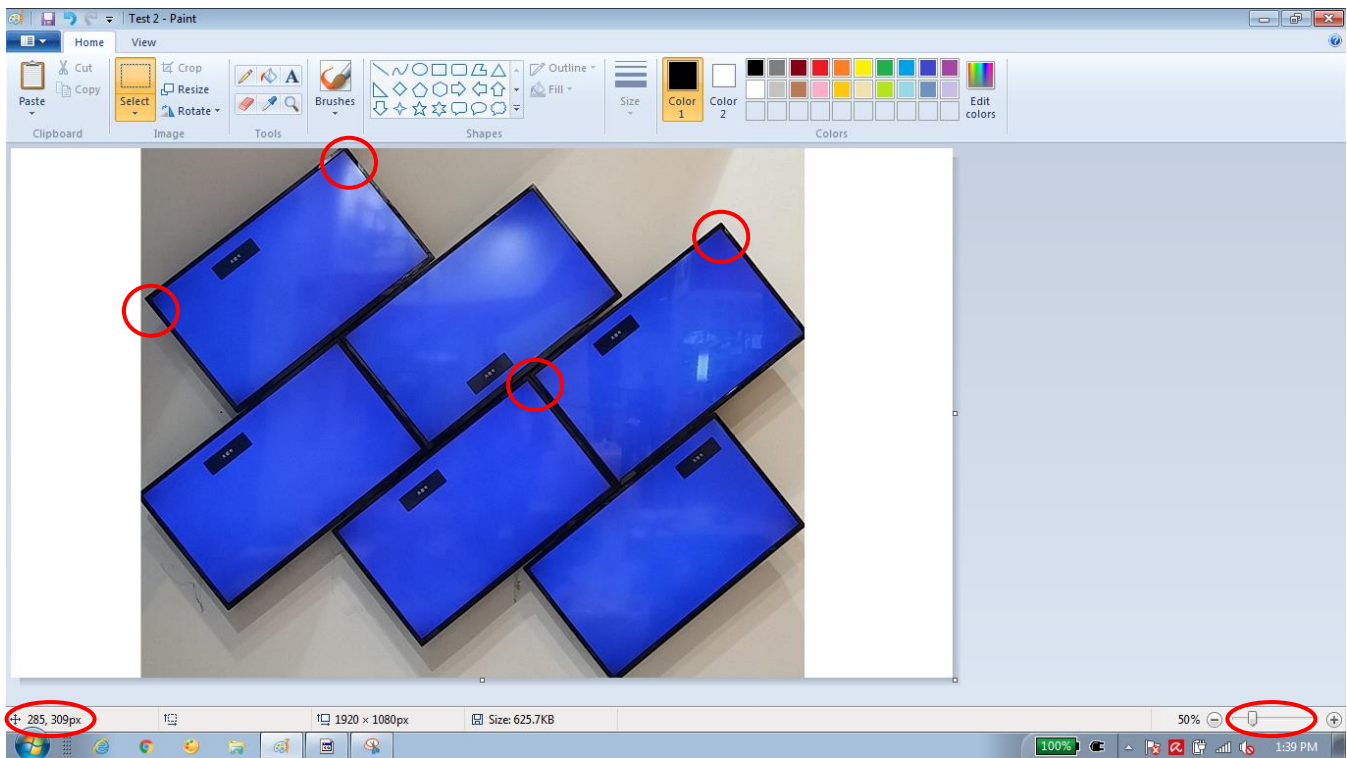 Test 2 - Paint
Home View
Cut
Copy
Paste
Clipboard
Select
Crop
Resize
Rotate
Image
A
Tools
Brushes
Shapes
Outline
Fill
Size
Color 1
Color 2
Colors
Edit colors
285, 309px
1920 × 1080px
Size: 625.7KB
50%
100%
1:39 PM